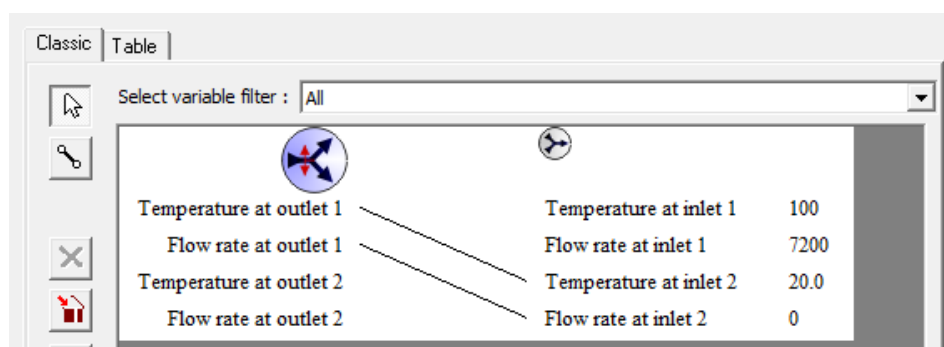 Classic Table
Select variable filter : All
Temperature at outlet 1 Temperature at inlet 1 100
Flow rate at outlet 1 Flow rate at inlet 1 7200
Temperature at outlet 2 Temperature at inlet 2 20.0
Flow rate at outlet 2 Flow rate at inlet 2 0